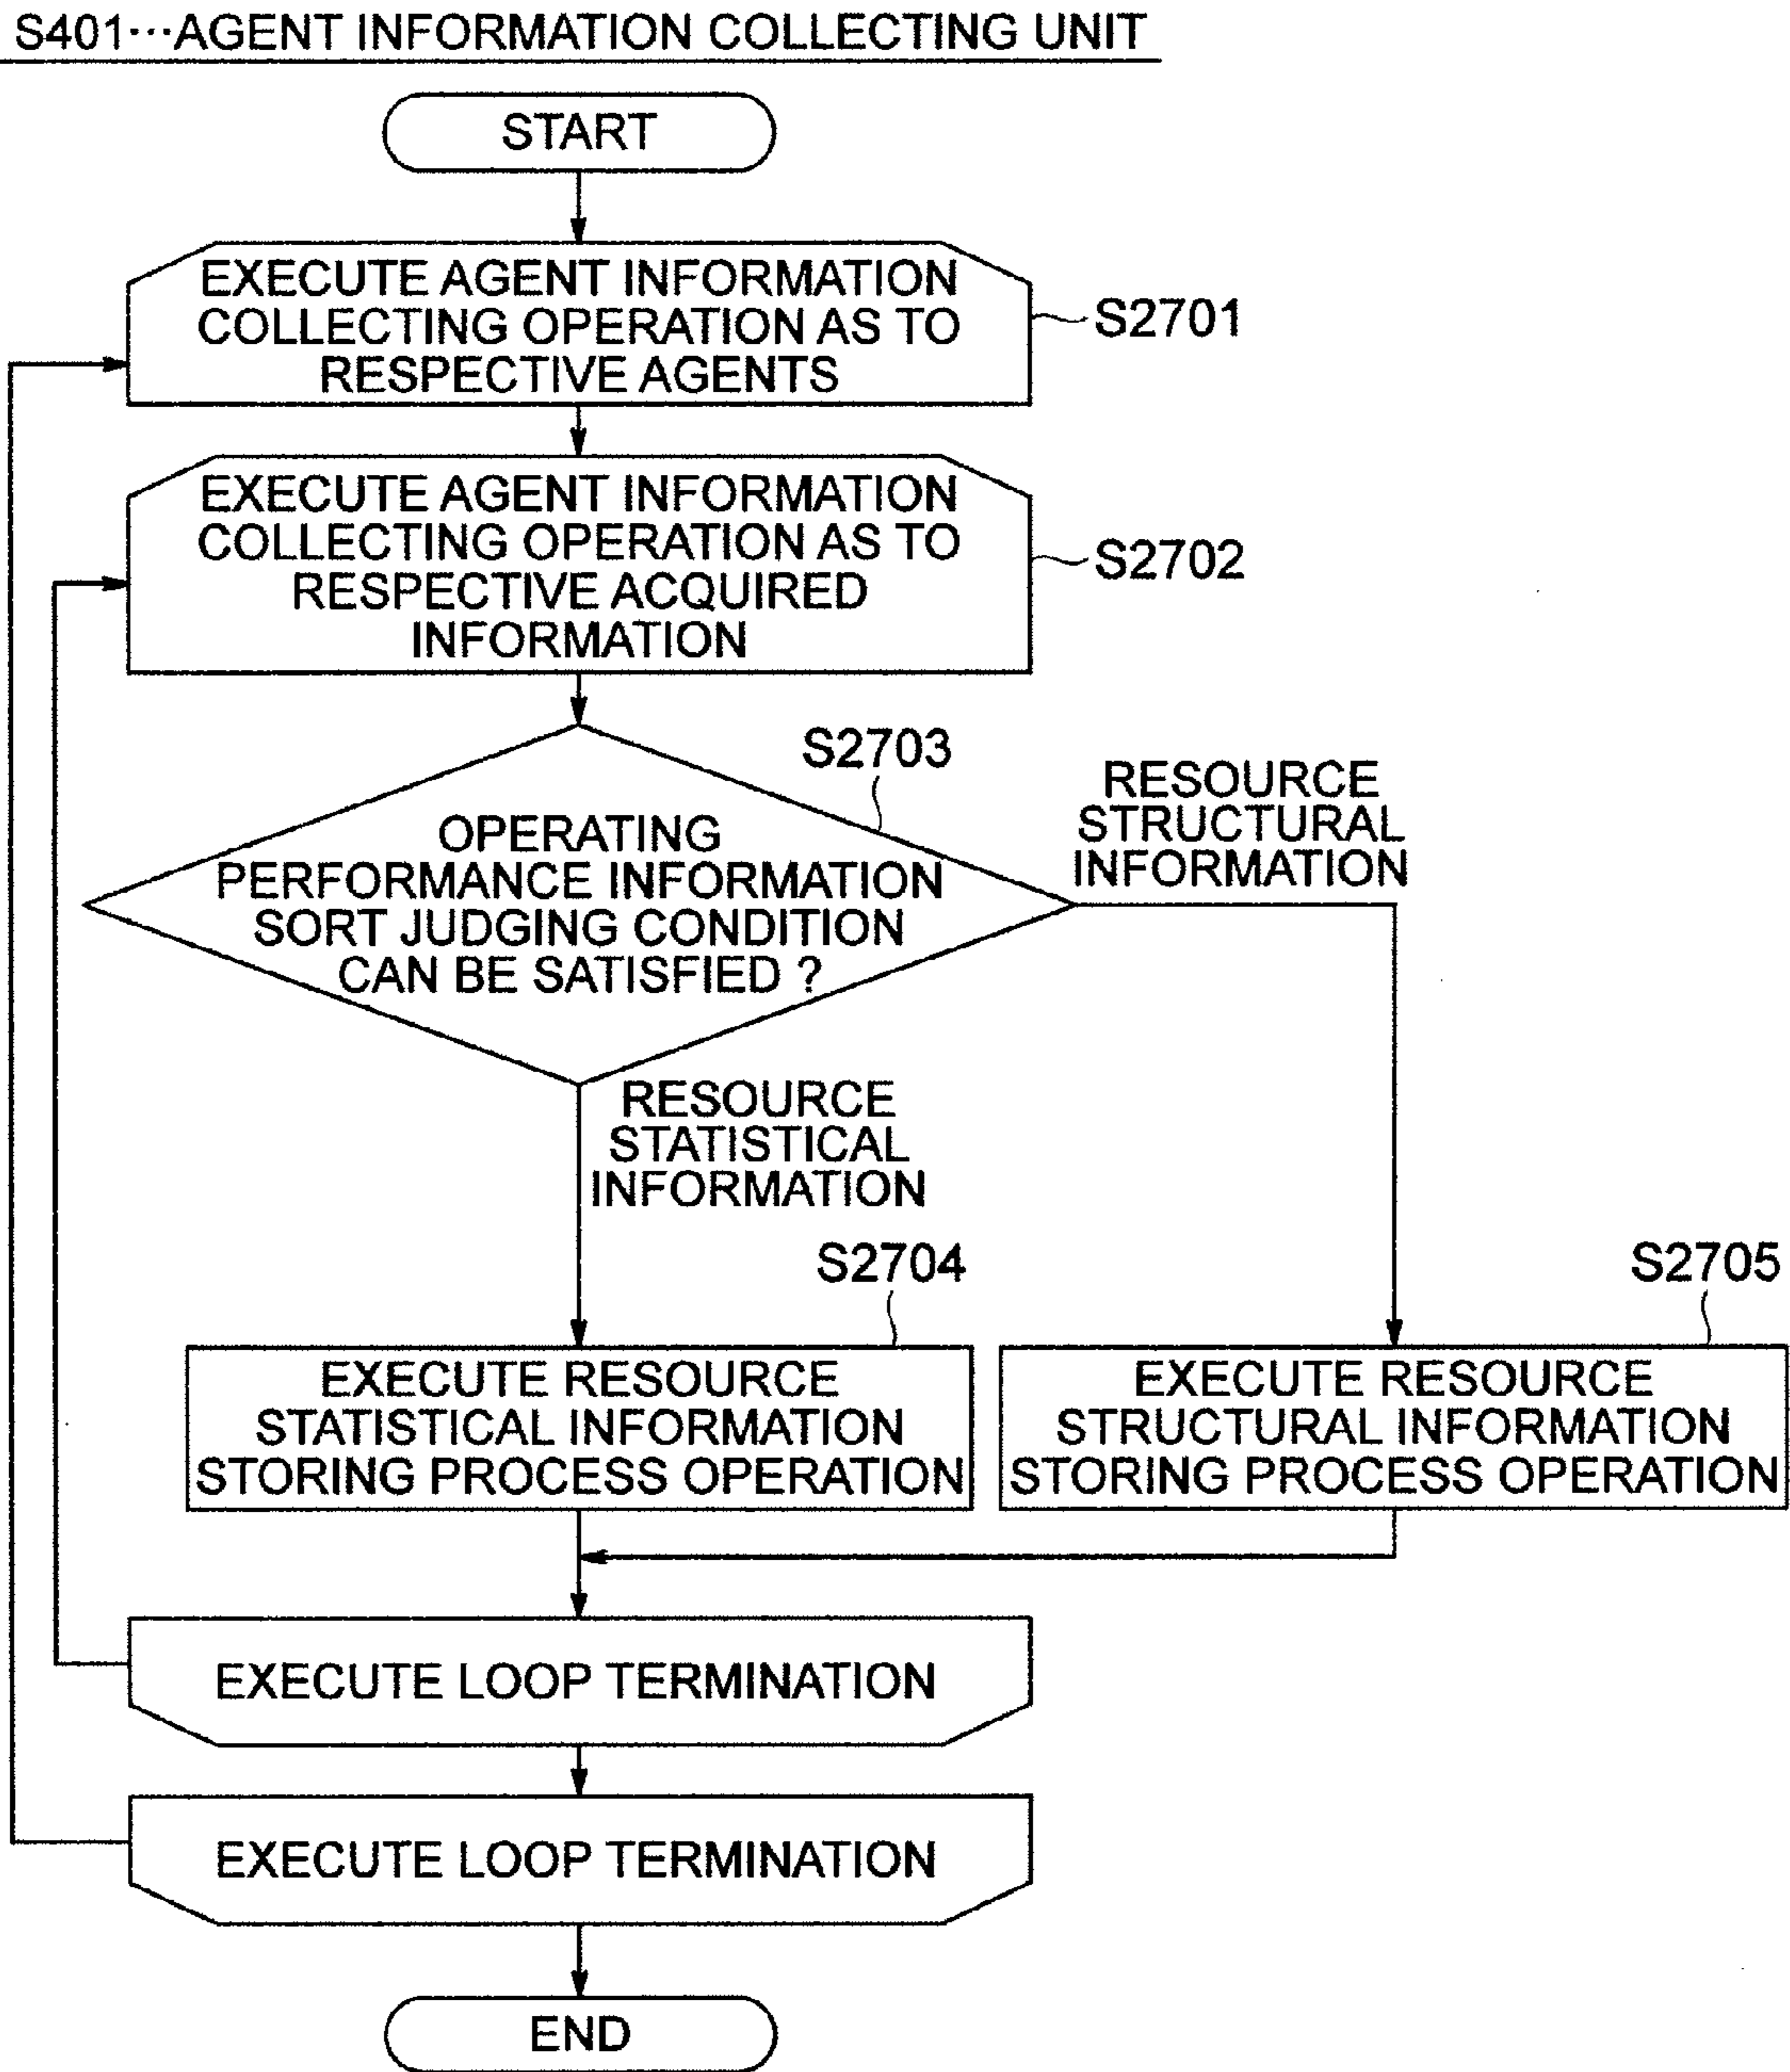 S401···AGENT INFORMATION COLLECTING UNIT
START
EXECUTE AGENT INFORMATION
COLLECTING OPERATION AS TO
RESPECTIVE AGENTS
S2701
EXECUTE AGENT INFORMATION
COLLECTING OPERATION AS TO
RESPECTIVE ACQUIRED
INFORMATION
S2702
S2703
OPERATING
PERFORMANCE INFORMATION
SORT JUDGING CONDITION
CAN BE SATISFIED ?
RESOURCE
STRUCTURAL
INFORMATION
RESOURCE
STATISTICAL
INFORMATION
S2704
EXECUTE RESOURCE
STATISTICAL INFORMATION
STORING PROCESS OPERATION
S2705
EXECUTE RESOURCE
STRUCTURAL INFORMATION
STORING PROCESS OPERATION
EXECUTE LOOP TERMINATION
EXECUTE LOOP TERMINATION
END